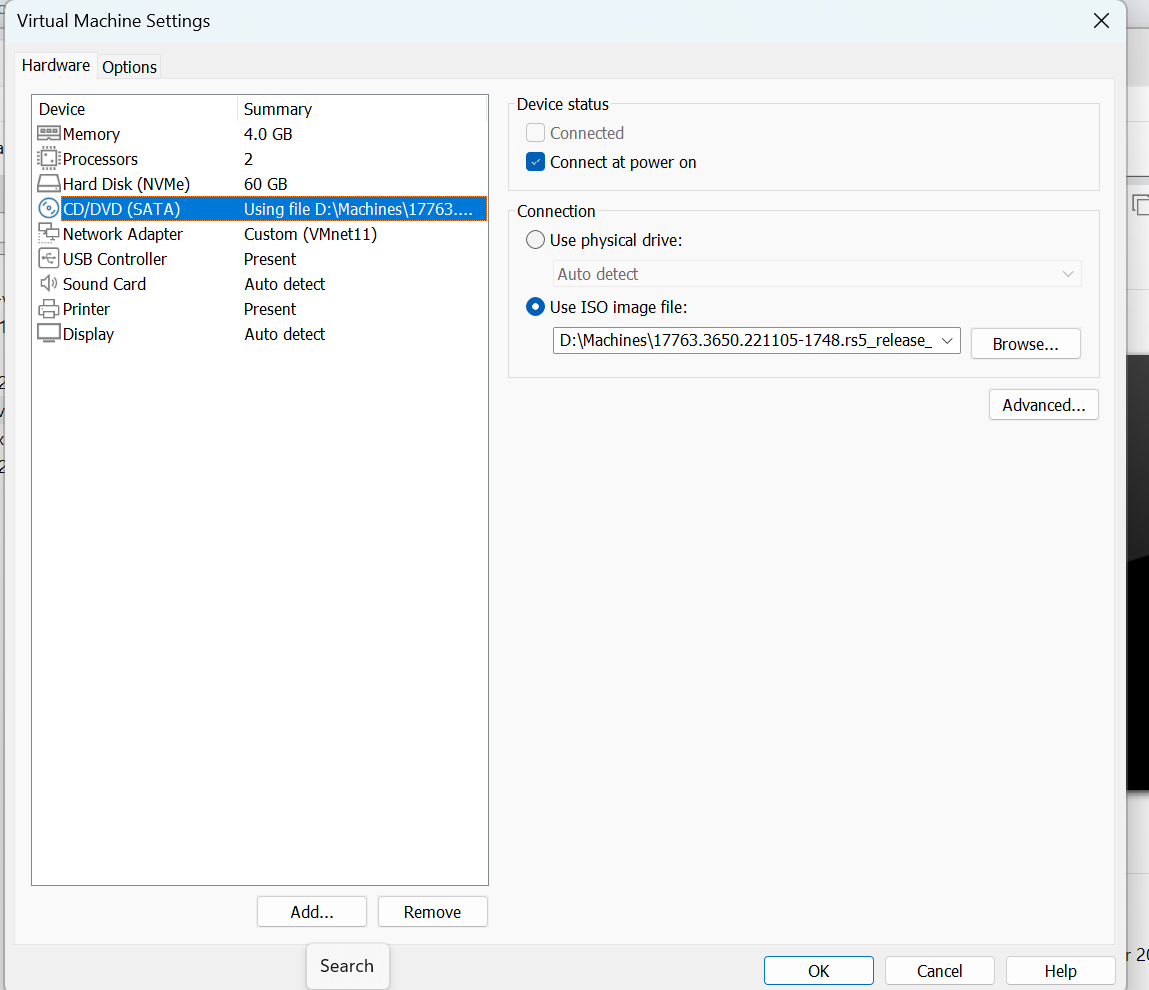 Virtual Machine Settings
Hardware
Options
Device Summary
Memory 4.0 GB
Processors 2
Hard Disk (NVMe) 60 GB
CD/DVD (SATA) Using file D:\Machines\17763....
Network Adapter Custom (VMnet11)
USB Controller Present
Sound Card Auto detect
Printer Present
Display Auto detect
Add...
Remove
Device status
Connected
Connect at power on
Connection
Use physical drive:
Auto detect
Use ISO image file:
D:\Machines\17763.3650.221105-1748.rs5_release_
Browse...
Advanced...
Search
OK
Cancel
Help